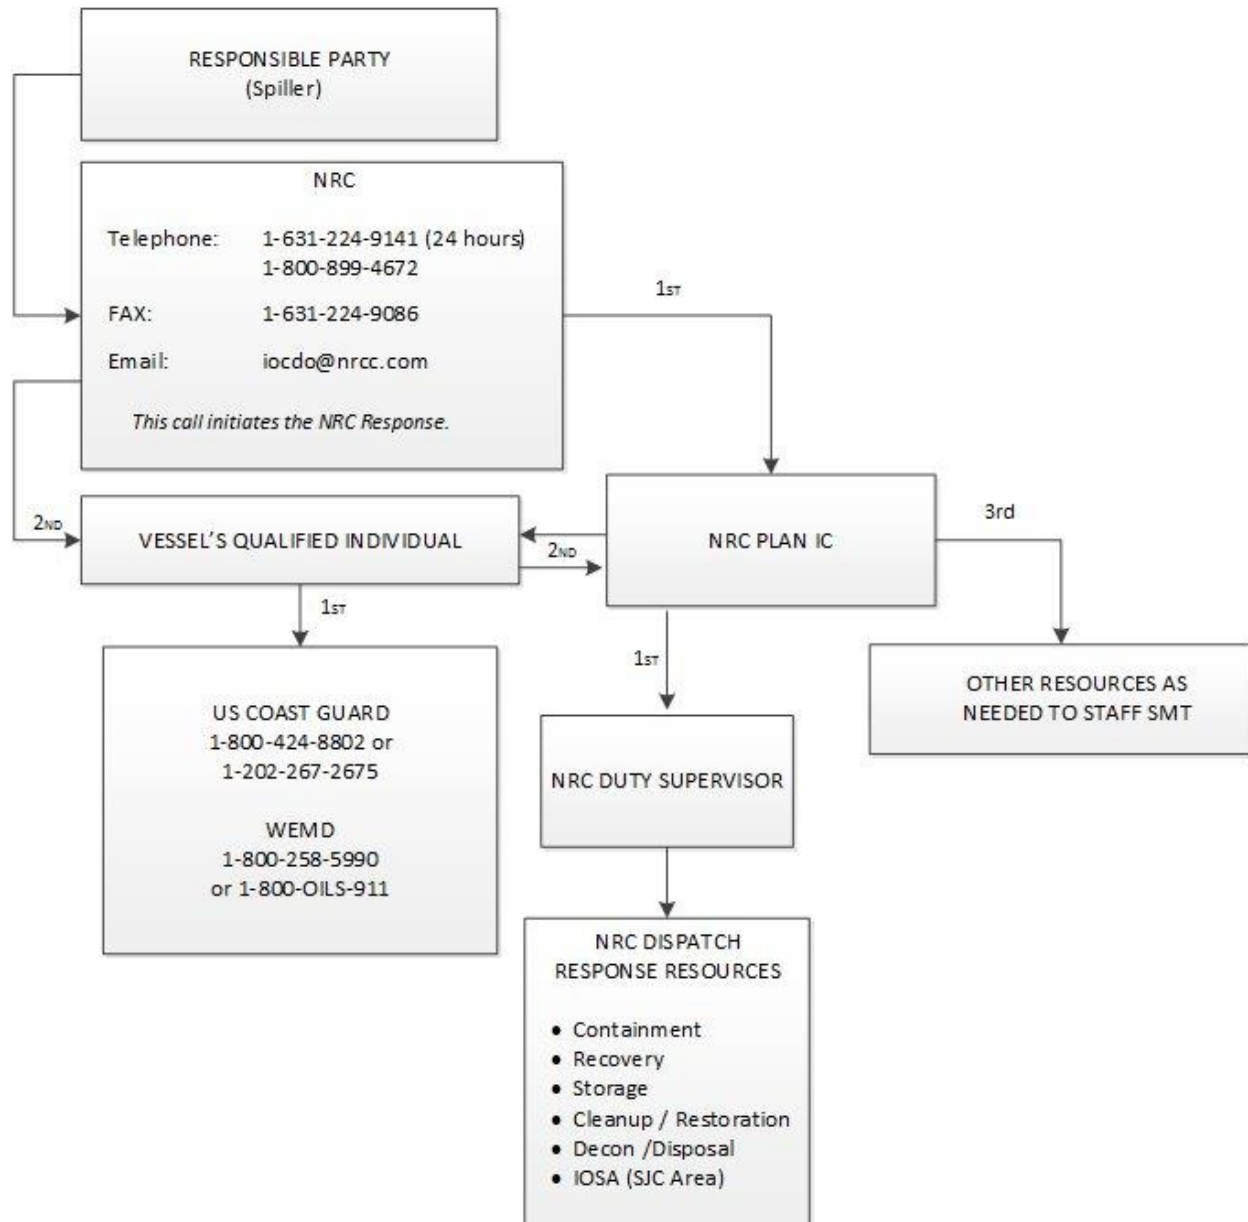 RESPONSIBLE PARTY
(Spiller)
NRC
Telephone: 1-631-224-9141 (24 hours)
1-800-899-4672
FAX: 1-631-224-9086
Email: iocdo@nrcc.com
This call initiates the NRC Response.
1ST
2ND
VESSEL'S QUALIFIED INDIVIDUAL
2ND
NRC PLAN IC
3rd
1ST
1ST
US COAST GUARD
1-800-424-8802 or
1-202-267-2675
WEMD
1-800-258-5990
or 1-800-OILS-911
OTHER RESOURCES AS
NEEDED TO STAFF SMT
NRC DUTY SUPERVISOR
NRC DISPATCH
RESPONSE RESOURCES
• Containment
• Recovery
• Storage
• Cleanup / Restoration
• Decon /Disposal
• IOSA (SJC Area)